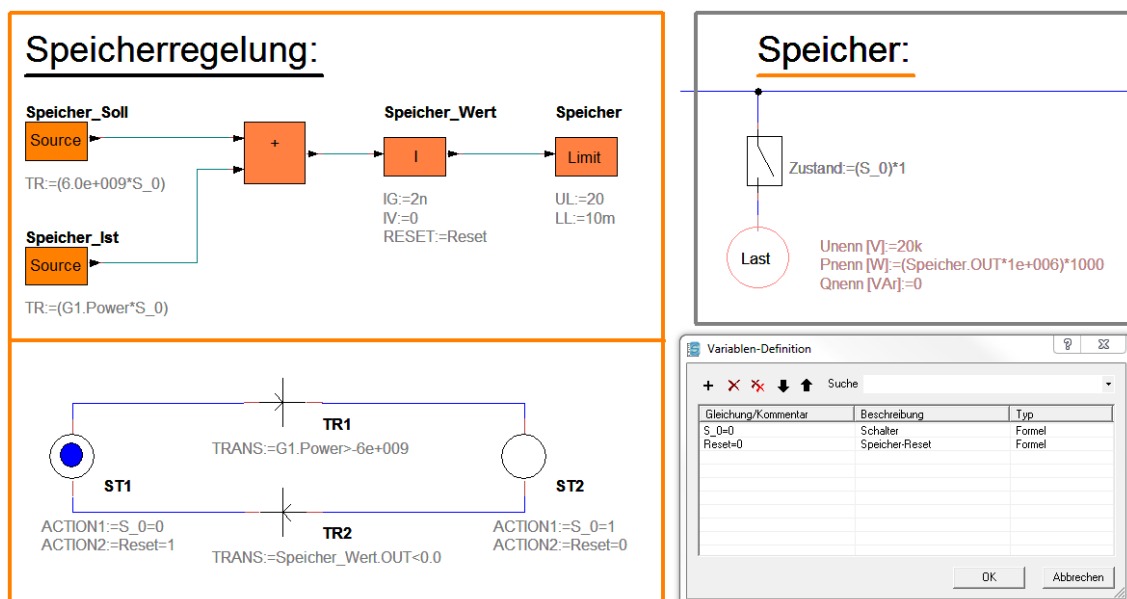 Speicherregelung:
Speicher_Soll
Source
TR:=(6.0e+009*S_0)
Speicher_Ist
Source
TR:=(G1.Power*S_0)
+
Speicher_Wert
I
IG:=2n
IV:=0
RESET:=Reset
Speicher
Limit
UL:=20
LL:=10m
Speicher:
Zustand:=(S_0)*1
Last
Unenn [V]:=20k
Pnenn [W]:=(Speicher.OUT*1e+006)*1000
Qnenn [VAr]:=0
TR1
TRANS:=G1.Power>-6e+009
ST1
ACTION1:=S_0=0
ACTION2:=Reset=1
TR2
TRANS:=Speicher_Wert.OUT<0.0
ST2
ACTION1:=S_0=1
ACTION2:=Reset=0
Variablen-Definition
Suche
Gleichung/Kommentar Beschreibung Typ
S_0=0 Schalter Formel
Reset=0 Speicher-Reset Formel
OK Abbrechen